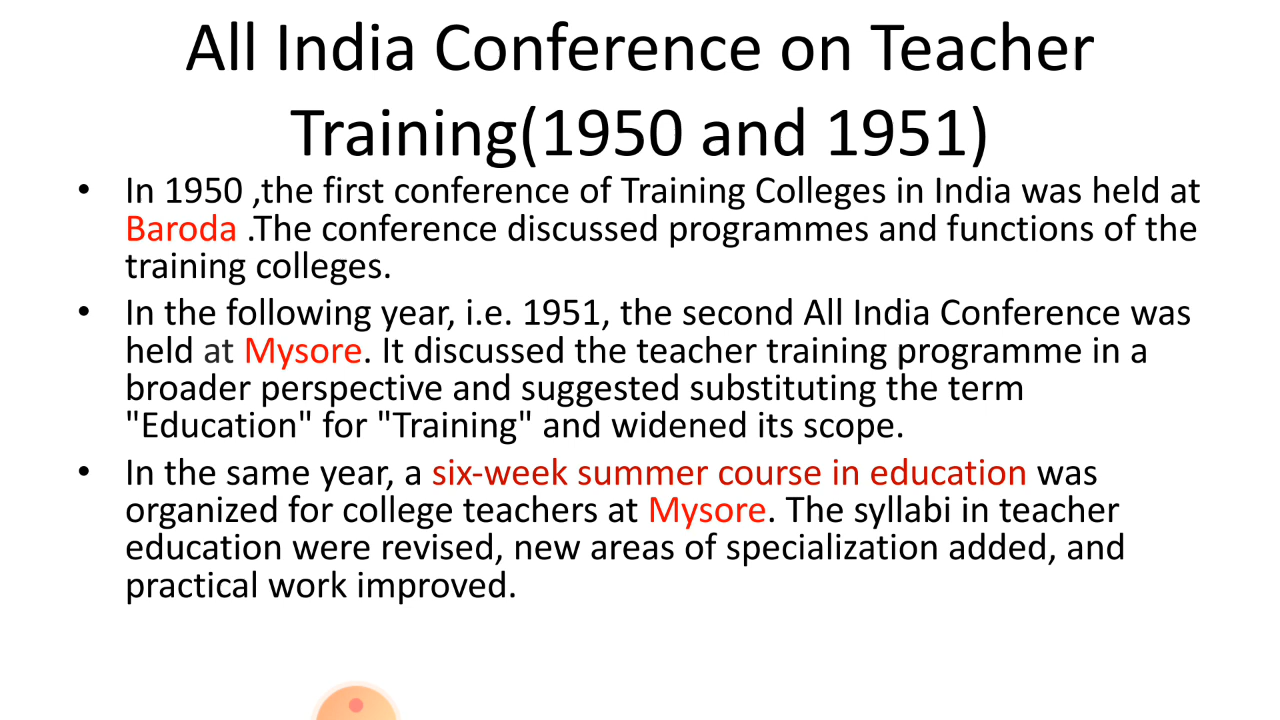 All India Conference on Teacher
Training(1950 and 1951)
• In 1950 ,the first conference of Training Colleges in India was held at
Baroda .The conference discussed programmes and functions of the
training colleges.
• In the following year, i.e. 1951, the second All India Conference was
held at Mysore. It discussed the teacher training programme in a
broader perspective and suggested substituting the term
"Education" for "Training" and widened its scope.
• In the same year, a six-week summer course in education was
organized for college teachers at Mysore. The syllabi in teacher
education were revised, new areas of specialization added, and
practical work improved.